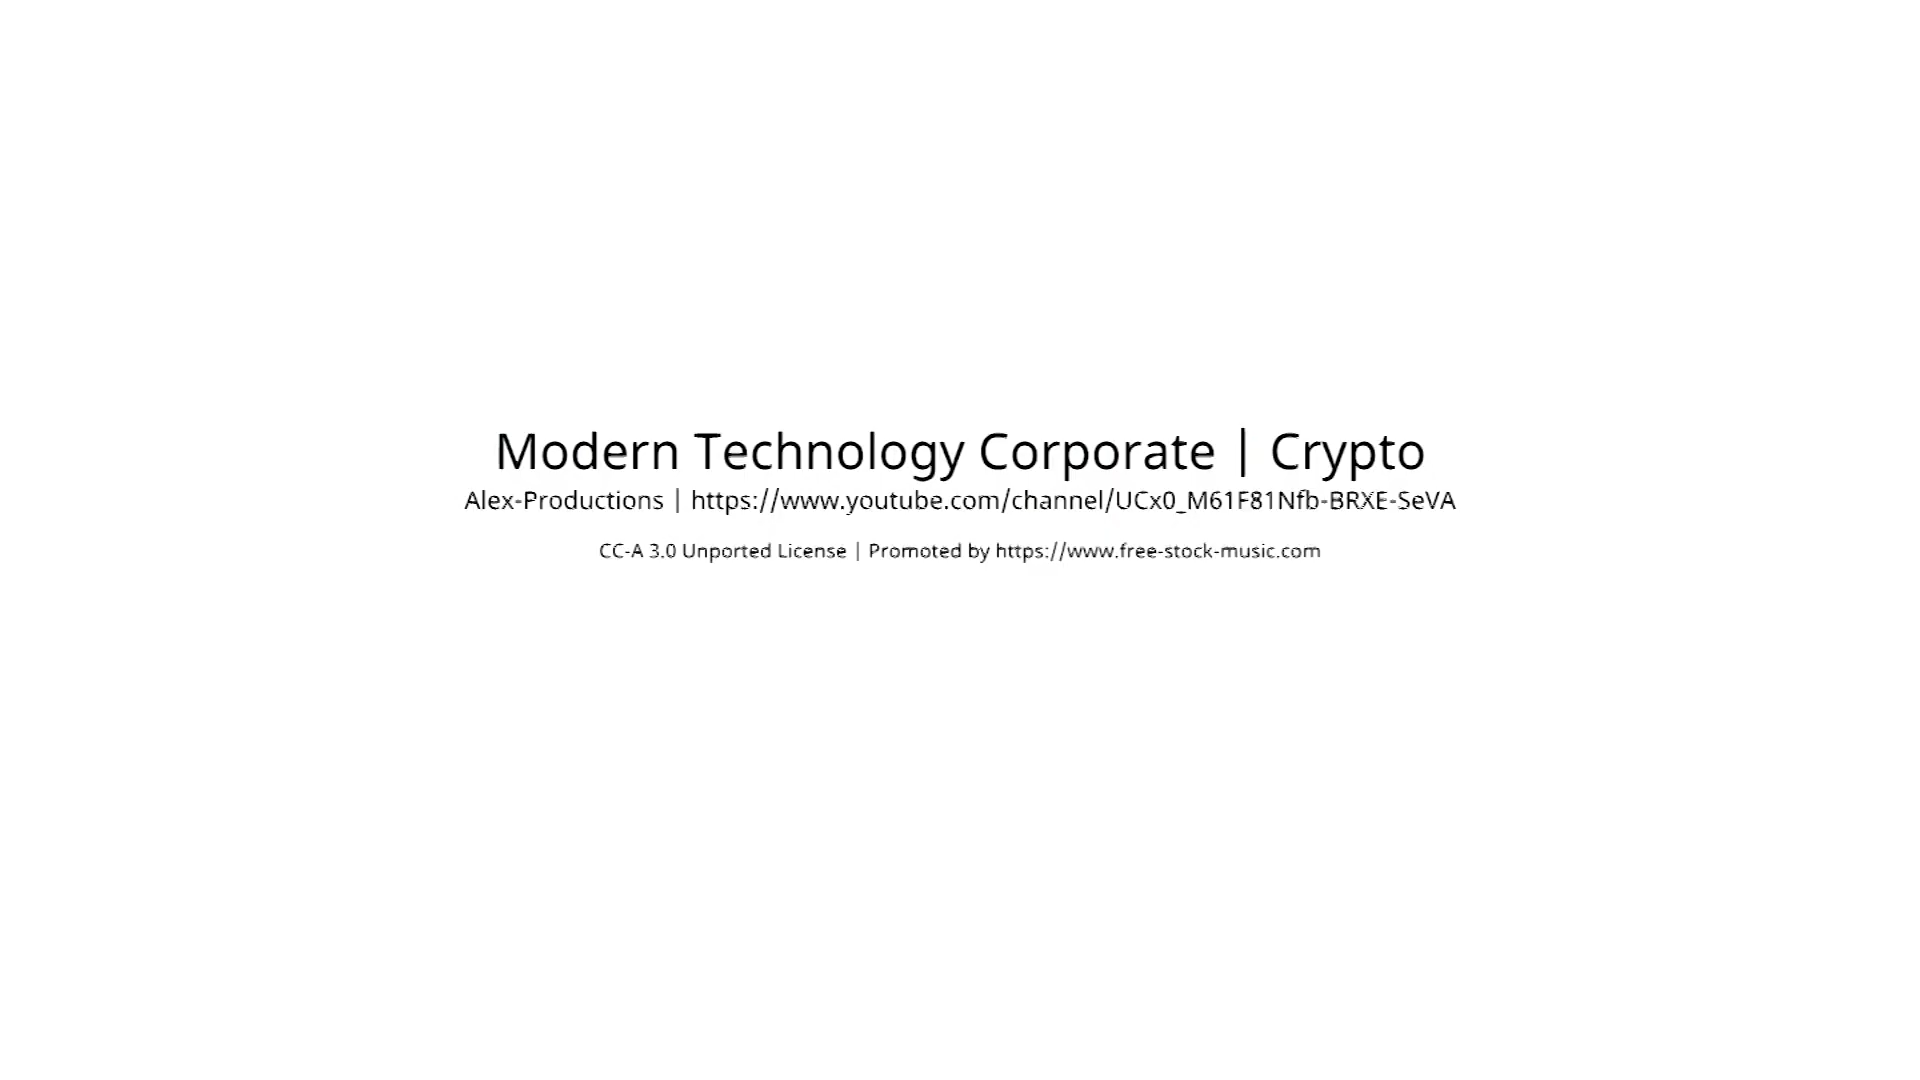 Modern Technology Corporate | Crypto
Alex-Productions | https://www.youtube.com/channel/UCx0_M61F81Nfb-BRXE-SeVA
CC-A 3.0 Unported License | Promoted by https://www.free-stock-music.com